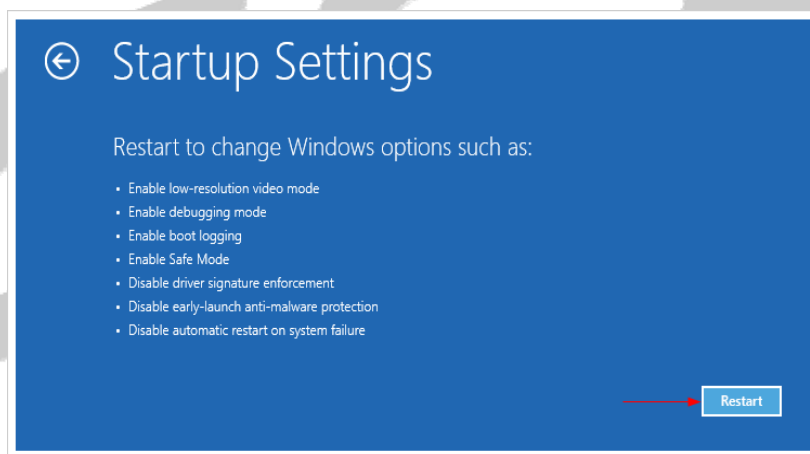 Startup Settings
Restart to change Windows options such as:
▪ Enable low-resolution video mode
▪ Enable debugging mode
▪ Enable boot logging
▪ Enable Safe Mode
▪ Disable driver signature enforcement
▪ Disable early-launch anti-malware protection
▪ Disable automatic restart on system failure
Restart